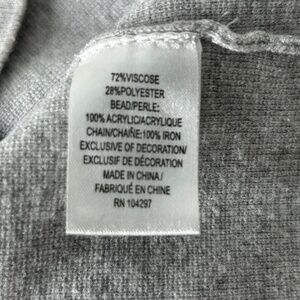 72%VISCOSE
28%POLYESTER
BEAD/PERLE:
100% ACRYLIC/ACRYLIQUE
CHAIN/CHAÎNE:100% IRON
EXCLUSIVE OF DECORATION/
EXCLUSIF DE DÉCORATION
MADE IN CHINA/
FABRIQUÉ EN CHINE
RN 104297